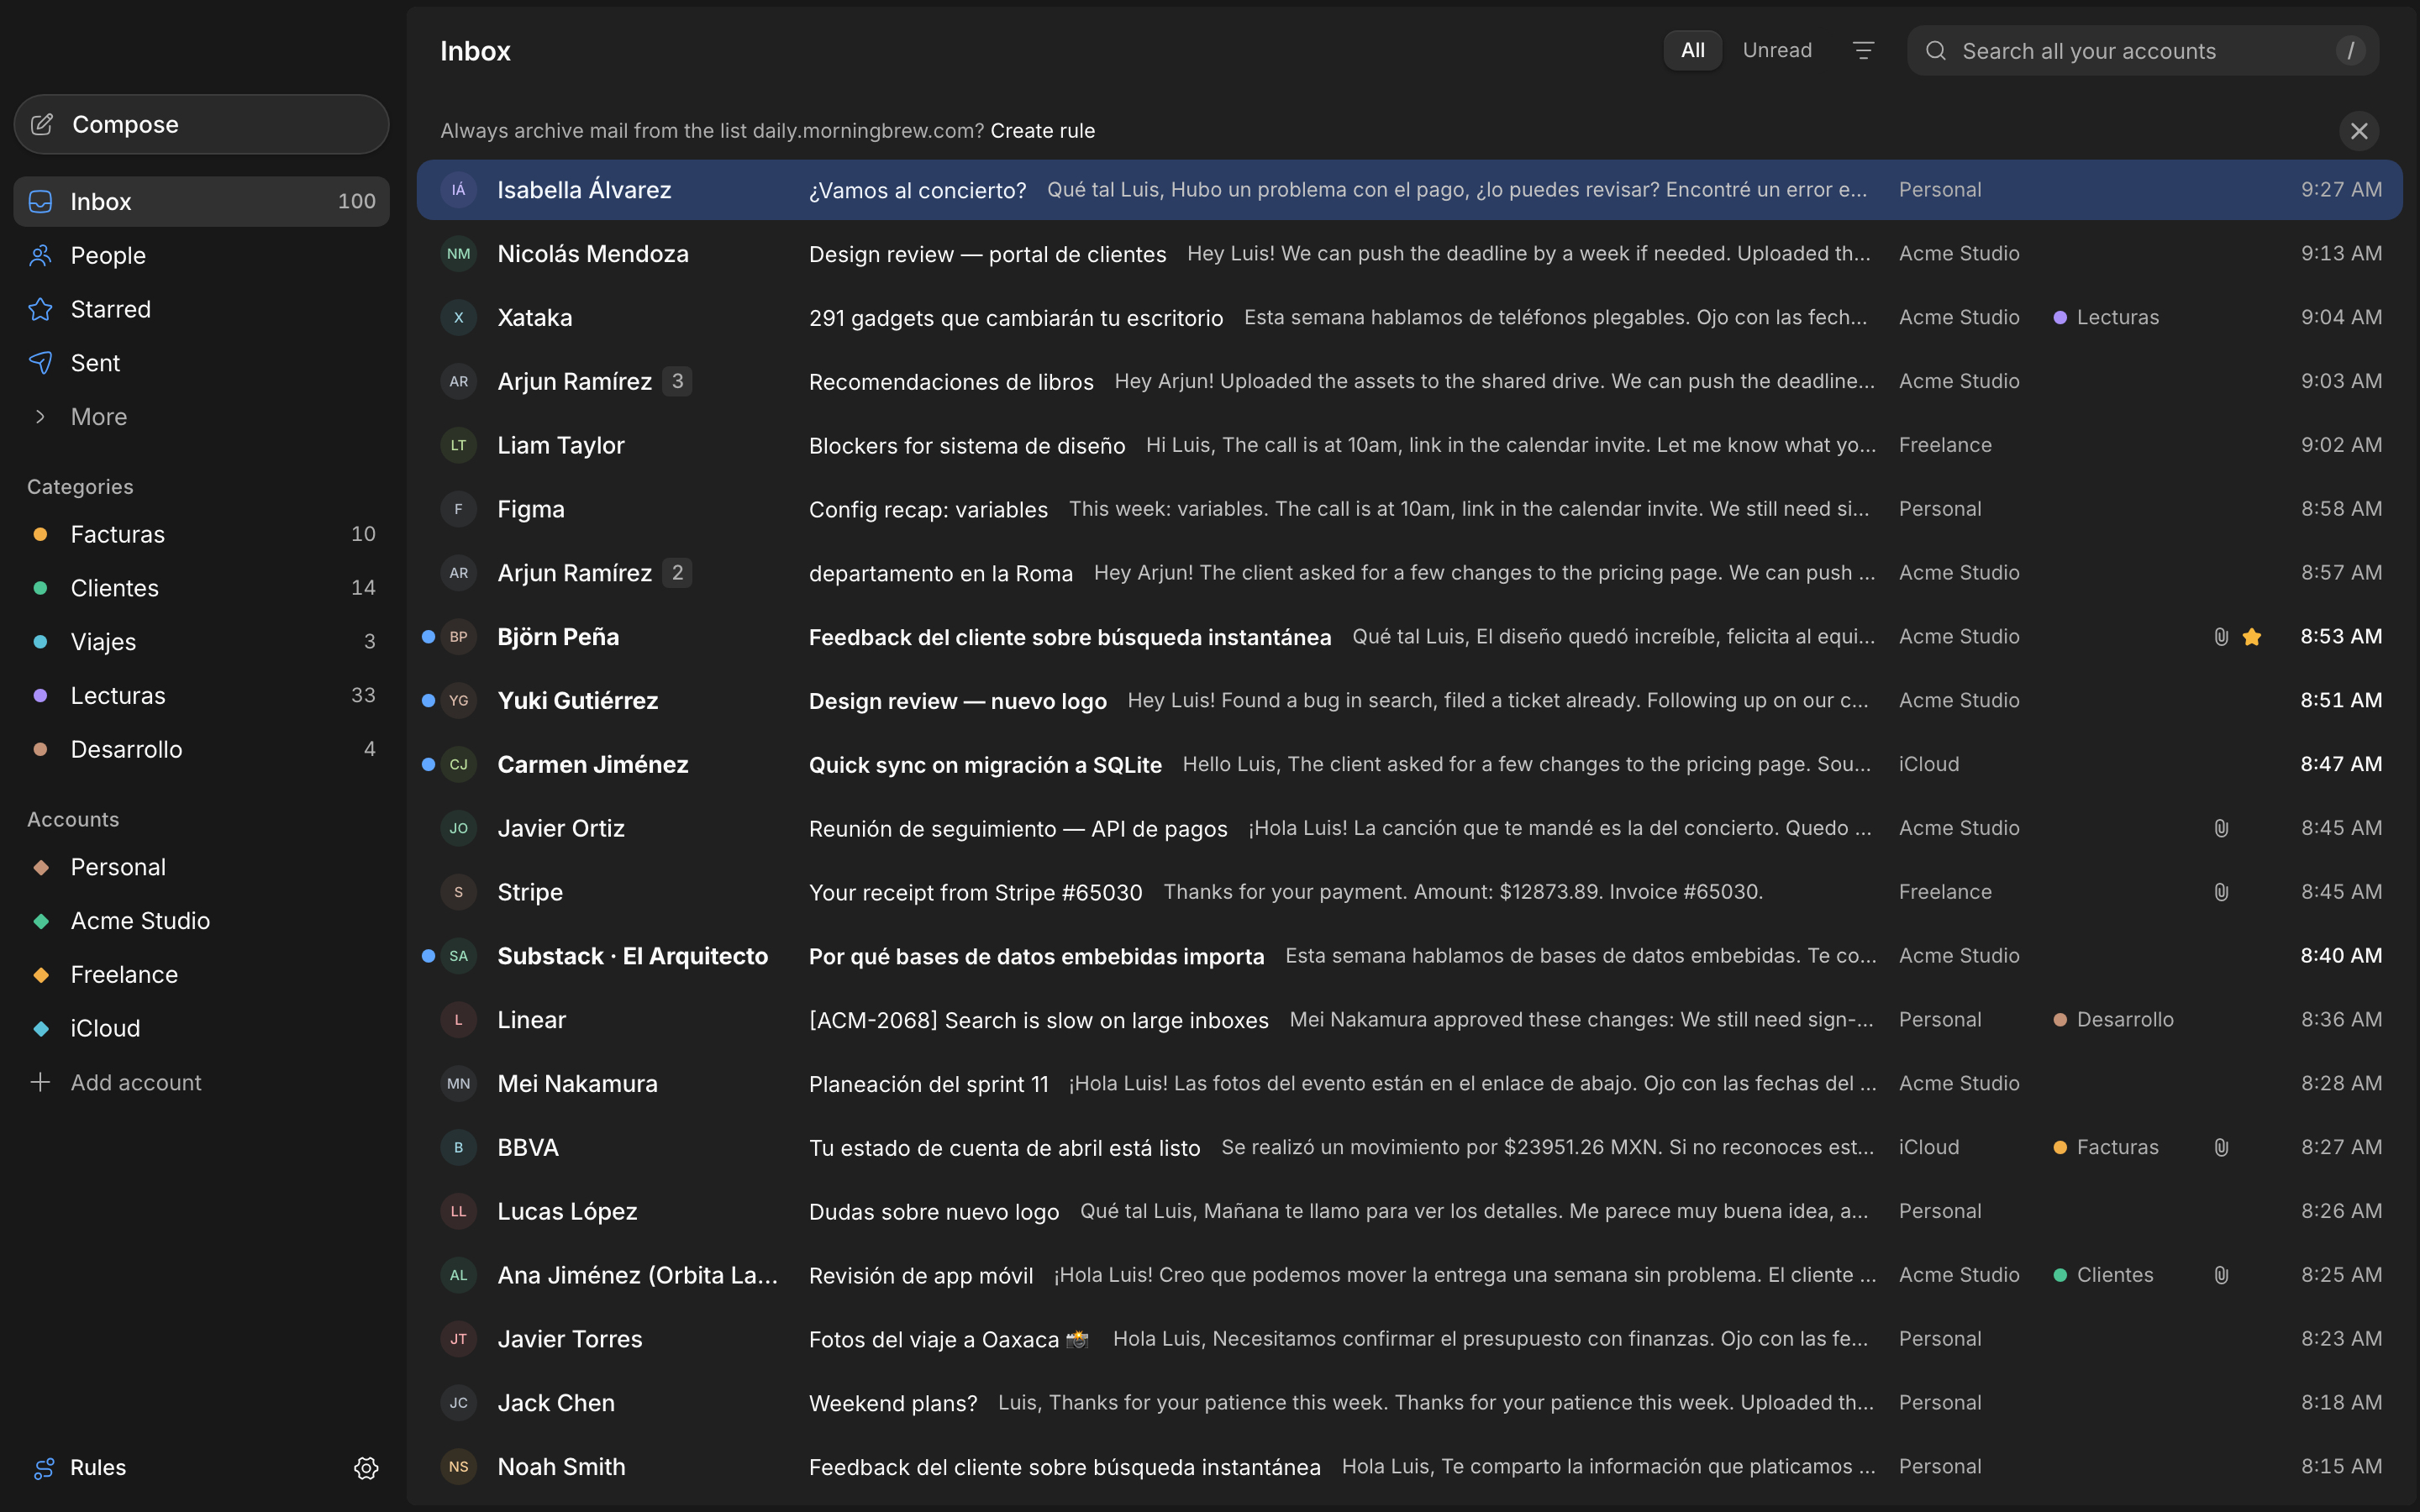 Inbox
All Unread Search all your accounts /
Compose
Always archive mail from the list daily.morningbrew.com? Create rule
Inbox 100
People
Starred
Sent
More
Categories
Facturas 10
Clientes 14
Viajes 3
Lecturas 33
Desarrollo 4
Accounts
Personal
Acme Studio
Freelance
iCloud
Add account
Rules
IÁ Isabella Álvarez ¿Vamos al concierto? Qué tal Luis, Hubo un problema con el pago, ¿lo puedes revisar? Encontré un error e... Personal 9:27 AM
NM Nicolás Mendoza Design review — portal de clientes Hey Luis! We can push the deadline by a week if needed. Uploaded th... Acme Studio 9:13 AM
X Xataka 291 gadgets que cambiarán tu escritorio Esta semana hablamos de teléfonos plegables. Ojo con las fech... Acme Studio Lecturas 9:04 AM
AR Arjun Ramírez 3 Recomendaciones de libros Hey Arjun! Uploaded the assets to the shared drive. We can push the deadline... Acme Studio 9:03 AM
LT Liam Taylor Blockers for sistema de diseño Hi Luis, The call is at 10am, link in the calendar invite. Let me know what yo... Freelance 9:02 AM
F Figma Config recap: variables This week: variables. The call is at 10am, link in the calendar invite. We still need si... Personal 8:58 AM
AR Arjun Ramírez 2 departamento en la Roma Hey Arjun! The client asked for a few changes to the pricing page. We can push ... Acme Studio 8:57 AM
BP Björn Peña Feedback del cliente sobre búsqueda instantánea Qué tal Luis, El diseño quedó increíble, felicita al equi... Acme Studio 8:53 AM
YG Yuki Gutiérrez Design review — nuevo logo Hey Luis! Found a bug in search, filed a ticket already. Following up on our c... Acme Studio 8:51 AM
CJ Carmen Jiménez Quick sync on migración a SQLite Hello Luis, The client asked for a few changes to the pricing page. Sou... iCloud 8:47 AM
JO Javier Ortiz Reunión de seguimiento — API de pagos ¡Hola Luis! La canción que te mandé es la del concierto. Quedo ... Acme Studio 8:45 AM
S Stripe Your receipt from Stripe #65030 Thanks for your payment. Amount: $12873.89. Invoice #65030. Freelance 8:45 AM
SA Substack · El Arquitecto Por qué bases de datos embebidas importa Esta semana hablamos de bases de datos embebidas. Te co... Acme Studio 8:40 AM
L Linear [ACM-2068] Search is slow on large inboxes Mei Nakamura approved these changes: We still need sign-... Personal Desarrollo 8:36 AM
MN Mei Nakamura Planeación del sprint 11 ¡Hola Luis! Las fotos del evento están en el enlace de abajo. Ojo con las fechas del ... Acme Studio 8:28 AM
B BBVA Tu estado de cuenta de abril está listo Se realizó un movimiento por $23951.26 MXN. Si no reconoces est... iCloud Facturas 8:27 AM
LL Lucas López Dudas sobre nuevo logo Qué tal Luis, Mañana te llamo para ver los detalles. Me parece muy buena idea, a... Personal 8:26 AM
AL Ana Jiménez (Orbita La... Revisión de app móvil ¡Hola Luis! Creo que podemos mover la entrega una semana sin problema. El cliente ... Acme Studio Clientes 8:25 AM
JT Javier Torres Fotos del viaje a Oaxaca 📸 Hola Luis, Necesitamos confirmar el presupuesto con finanzas. Ojo con las fe... Personal 8:23 AM
JC Jack Chen Weekend plans? Luis, Thanks for your patience this week. Thanks for your patience this week. Uploaded th... Personal 8:18 AM
NS Noah Smith Feedback del cliente sobre búsqueda instantánea Hola Luis, Te comparto la información que platicamos ... Personal 8:15 AM